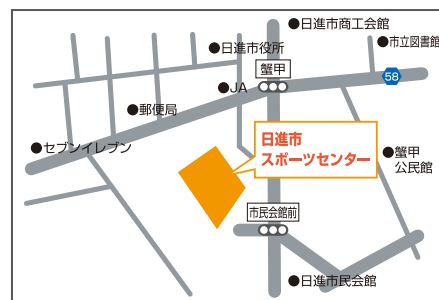 日進市商工会館
市立図書館
日進市役所
蟹甲
58
JA
郵便局
日進市
スポーツセンター
セブンイレブン
蟹甲
公民館
市民会館前
日進市民会館